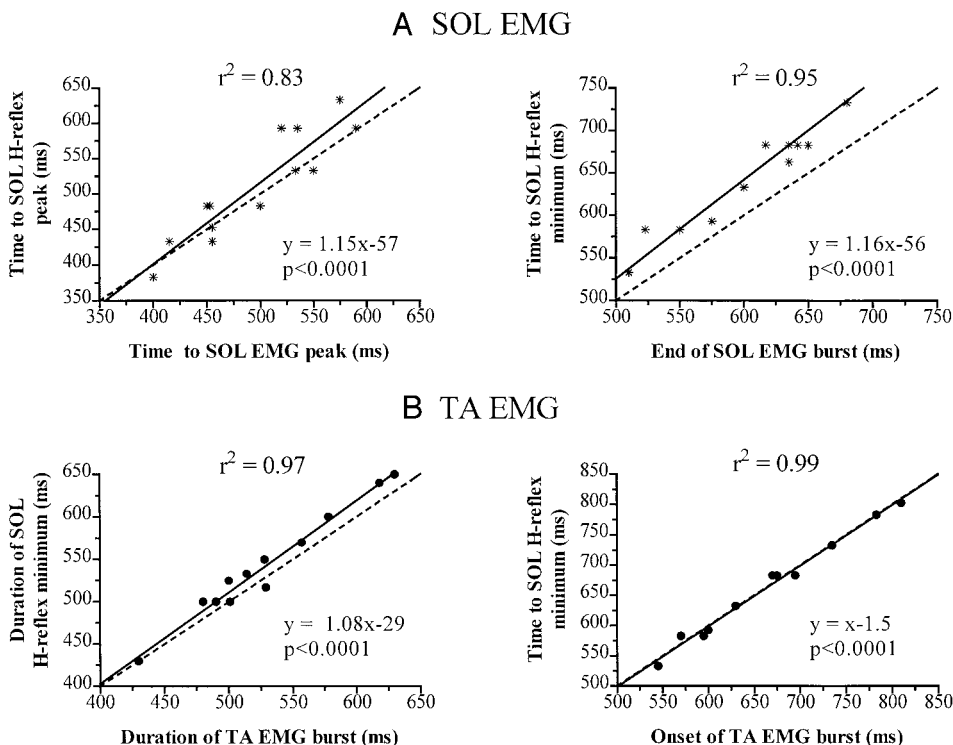 A SOL EMG
r² = 0.83
Time to SOL H-reflex
peak (ms)
650
600
550
500
450
400
350
y = 1.15x-57
p<0.0001
350 400 450 500 550 600 650
Time to SOL EMG peak (ms)
r² = 0.95
Time to SOL H-reflex
minimum (ms)
750
700
650
600
550
500
y = 1.16x-56
p<0.0001
500 550 600 650 700 750
End of SOL EMG burst (ms)
B TA EMG
r² = 0.97
Duration of SOL
H-reflex minimum (ms)
650
600
550
500
450
400
y = 1.08x-29
p<0.0001
400 450 500 550 600 650
Duration of TA EMG burst (ms)
r² = 0.99
Time to SOL H-reflex
minimum (ms)
850
800
750
700
650
600
550
500
y = x-1.5
p<0.0001
500 550 600 650 700 750 800 850
Onset of TA EMG burst (ms)